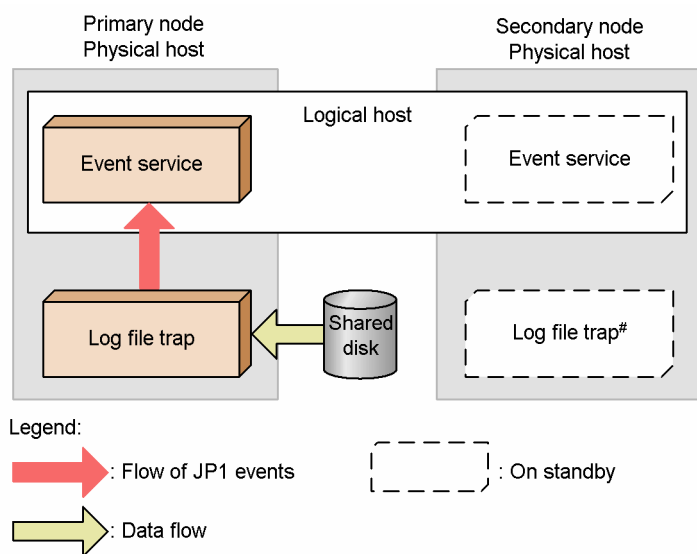 Primary node
Physical host
Secondary node
Physical host
Logical host
Event service
Event service
Log file trap
Shared
disk
Log file trap#
Legend:
: Flow of JP1 events
: On standby
: Data flow